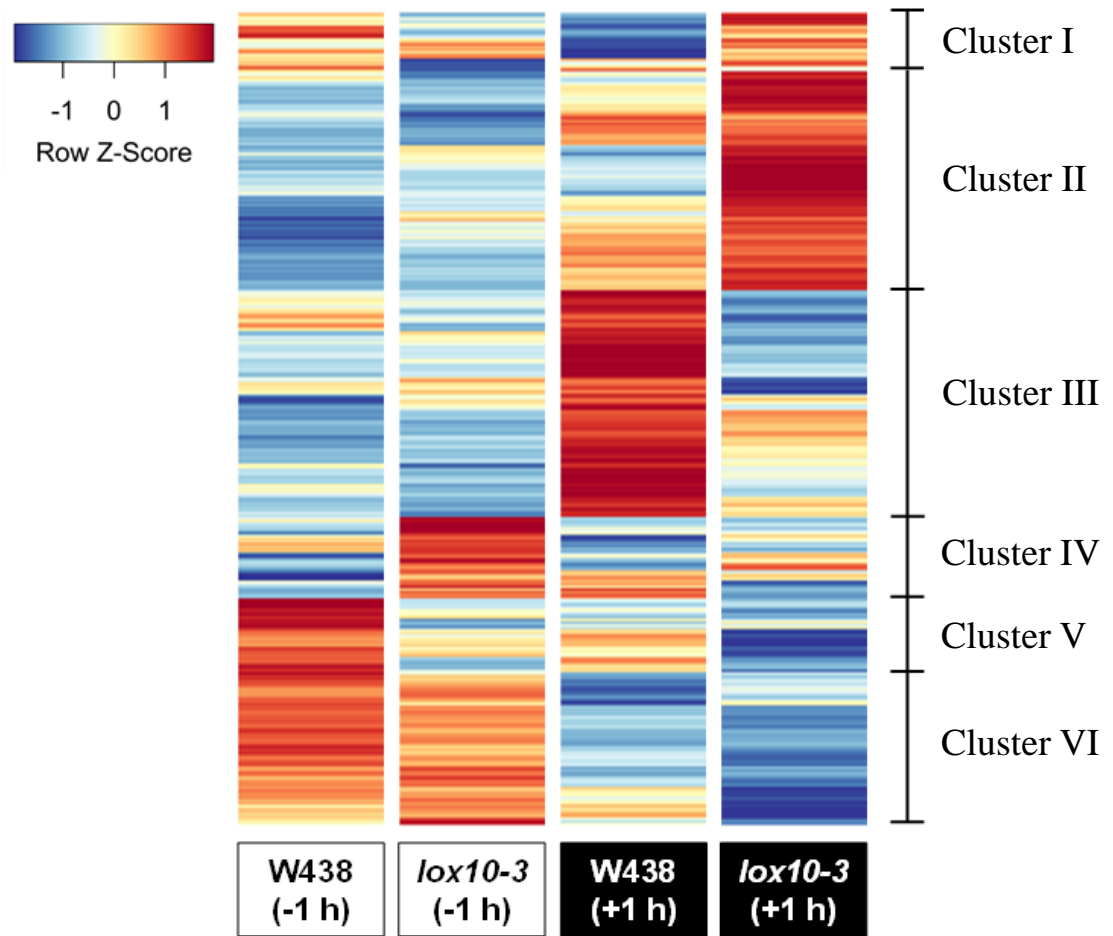 -1 0 1
Row Z-Score
Cluster I
Cluster II
Cluster III
Cluster IV
Cluster V
Cluster VI
W438
(-1 h)
lox10-3
(-1 h)
W438
(+1 h)
lox10-3
(+1 h)